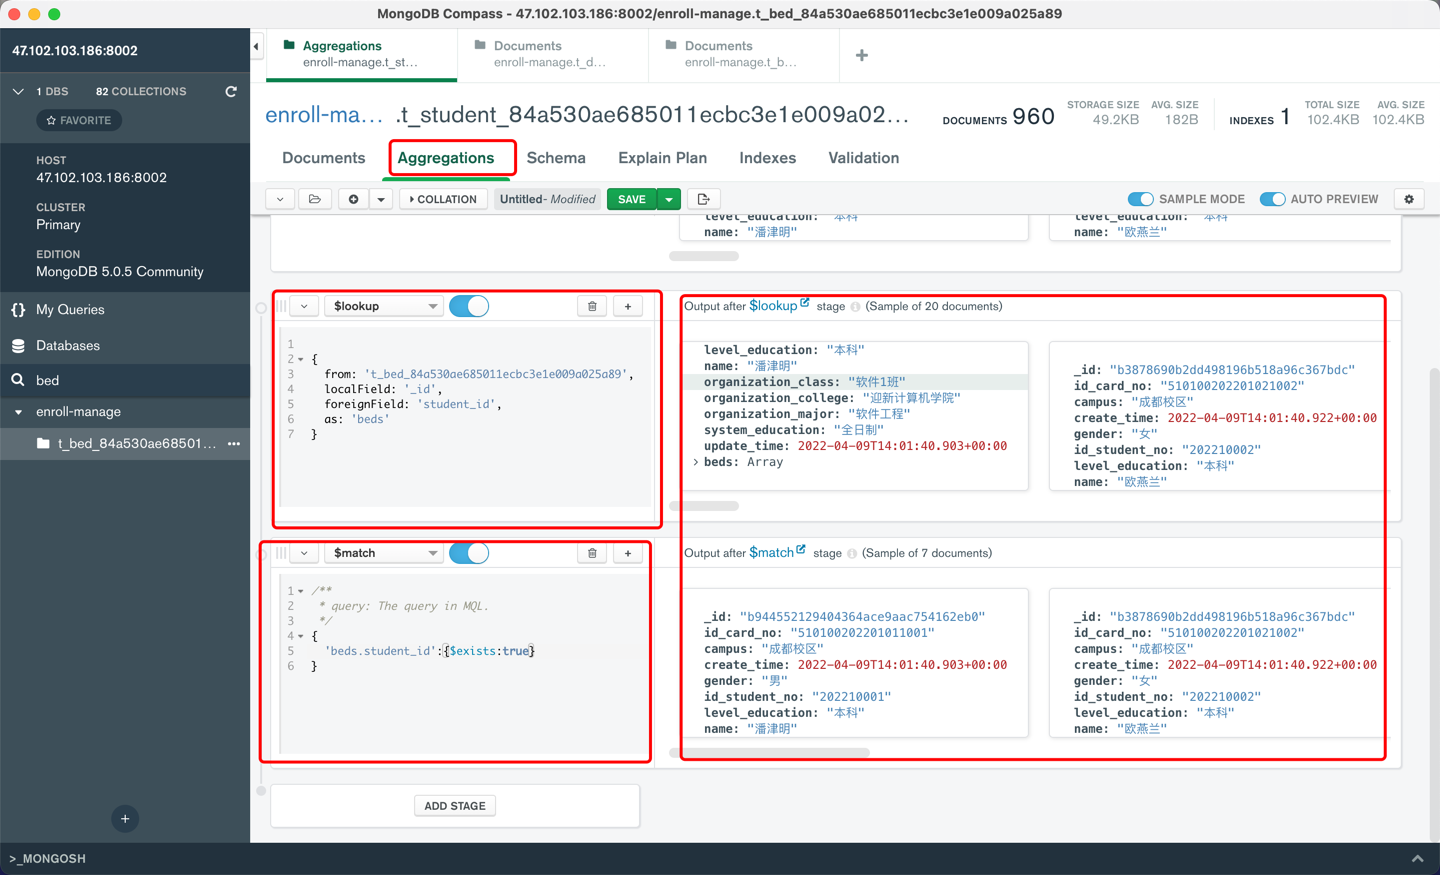 MongoDB Compass - 47.102.103.186:8002/enroll-manage.t_bed_84a530ae685011ecbc3e1e009a025a89
47.102.103.186:8002
1 DBS 82 COLLECTIONS
FAVORITE
HOST
47.102.103.186:8002
CLUSTER
Primary
EDITION
MongoDB 5.0.5 Community
My Queries
Databases
bed
enroll-manage
t_bed_84a530ae68501... •••
>_MONGOSH
Aggregations
enroll-manage.t_st...
Documents
enroll-manage.t_d...
Documents
enroll-manage.t_b...
enroll-ma... .t_student_84a530ae685011ecbc3e1e009a02...
DOCUMENTS 960
STORAGE SIZE
49.2KB
AVG. SIZE
182B
INDEXES 1
TOTAL SIZE
102.4KB
AVG. SIZE
102.4KB
Documents Aggregations Schema Explain Plan Indexes Validation
COLLATION Untitled- Modified SAVE SAMPLE MODE AUTO PREVIEW
level_education: "本科"
name: "潘津明"
level_education: "本科"
name: "欧燕兰"
$lookup
1
2 {
3 from: 't_bed_84a530ae685011ecbc3e1e009a025a89',
4 localField: '_id',
5 foreignField: 'student_id',
6 as: 'beds'
7 }
Output after $lookup stage (Sample of 20 documents)
level_education: "本科"
name: "潘津明"
organization_class: "软件1班"
organization_college: "迎新计算机学院"
organization_major: "软件工程"
system_education: "全日制"
update_time: 2022-04-09T14:01:40.903+00:00
beds: Array
_id: "b3878690b2dd498196b518a96c367bdc"
id_card_no: "510100202201021002"
campus: "成都校区"
create_time: 2022-04-09T14:01:40.922+00:00
gender: "女"
id_student_no: "202210002"
level_education: "本科"
name: "欧燕兰"
$match
1 /**
2 * query: The query in MQL.
3 */
4 {
5 'beds.student_id':{$exists:true}
6 }
Output after $match stage (Sample of 7 documents)
_id: "b944552129404364ace9aac754162eb0"
id_card_no: "510100202201011001"
campus: "成都校区"
create_time: 2022-04-09T14:01:40.903+00:00
gender: "男"
id_student_no: "202210001"
level_education: "本科"
name: "潘津明"
_id: "b3878690b2dd498196b518a96c367bdc"
id_card_no: "510100202201021002"
campus: "成都校区"
create_time: 2022-04-09T14:01:40.922+00:00
gender: "女"
id_student_no: "202210002"
level_education: "本科"
name: "欧燕兰"
ADD STAGE